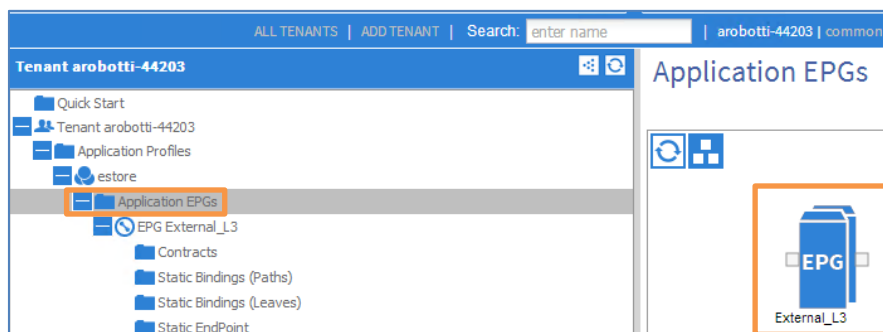 ALL TENANTS | ADD TENANT | Search: enter name | arobotti-44203 | common
Tenant arobotti-44203
Application EPGs
Quick Start
Tenant arobotti-44203
Application Profiles
estore
Application EPGs
EPG External_L3
Contracts
Static Bindings (Paths)
Static Bindings (Leaves)
Static EndPoint
EPG
External_L3